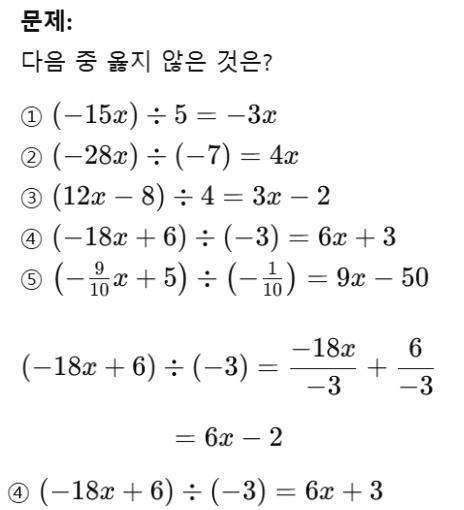 문제:
다음 중 옳지 않은 것은?
① (−15x) ÷ 5 = −3x
② (−28x) ÷ (−7) = 4x
③ (12x − 8) ÷ 4 = 3x − 2
④ (−18x + 6) ÷ (−3) = 6x + 3
⑤ (−9/10 x + 5) ÷ (−1/10) = 9x − 50
(−18x + 6) ÷ (−3) = −18x/−3 + 6/−3
= 6x − 2
④ (−18x + 6) ÷ (−3) = 6x + 3